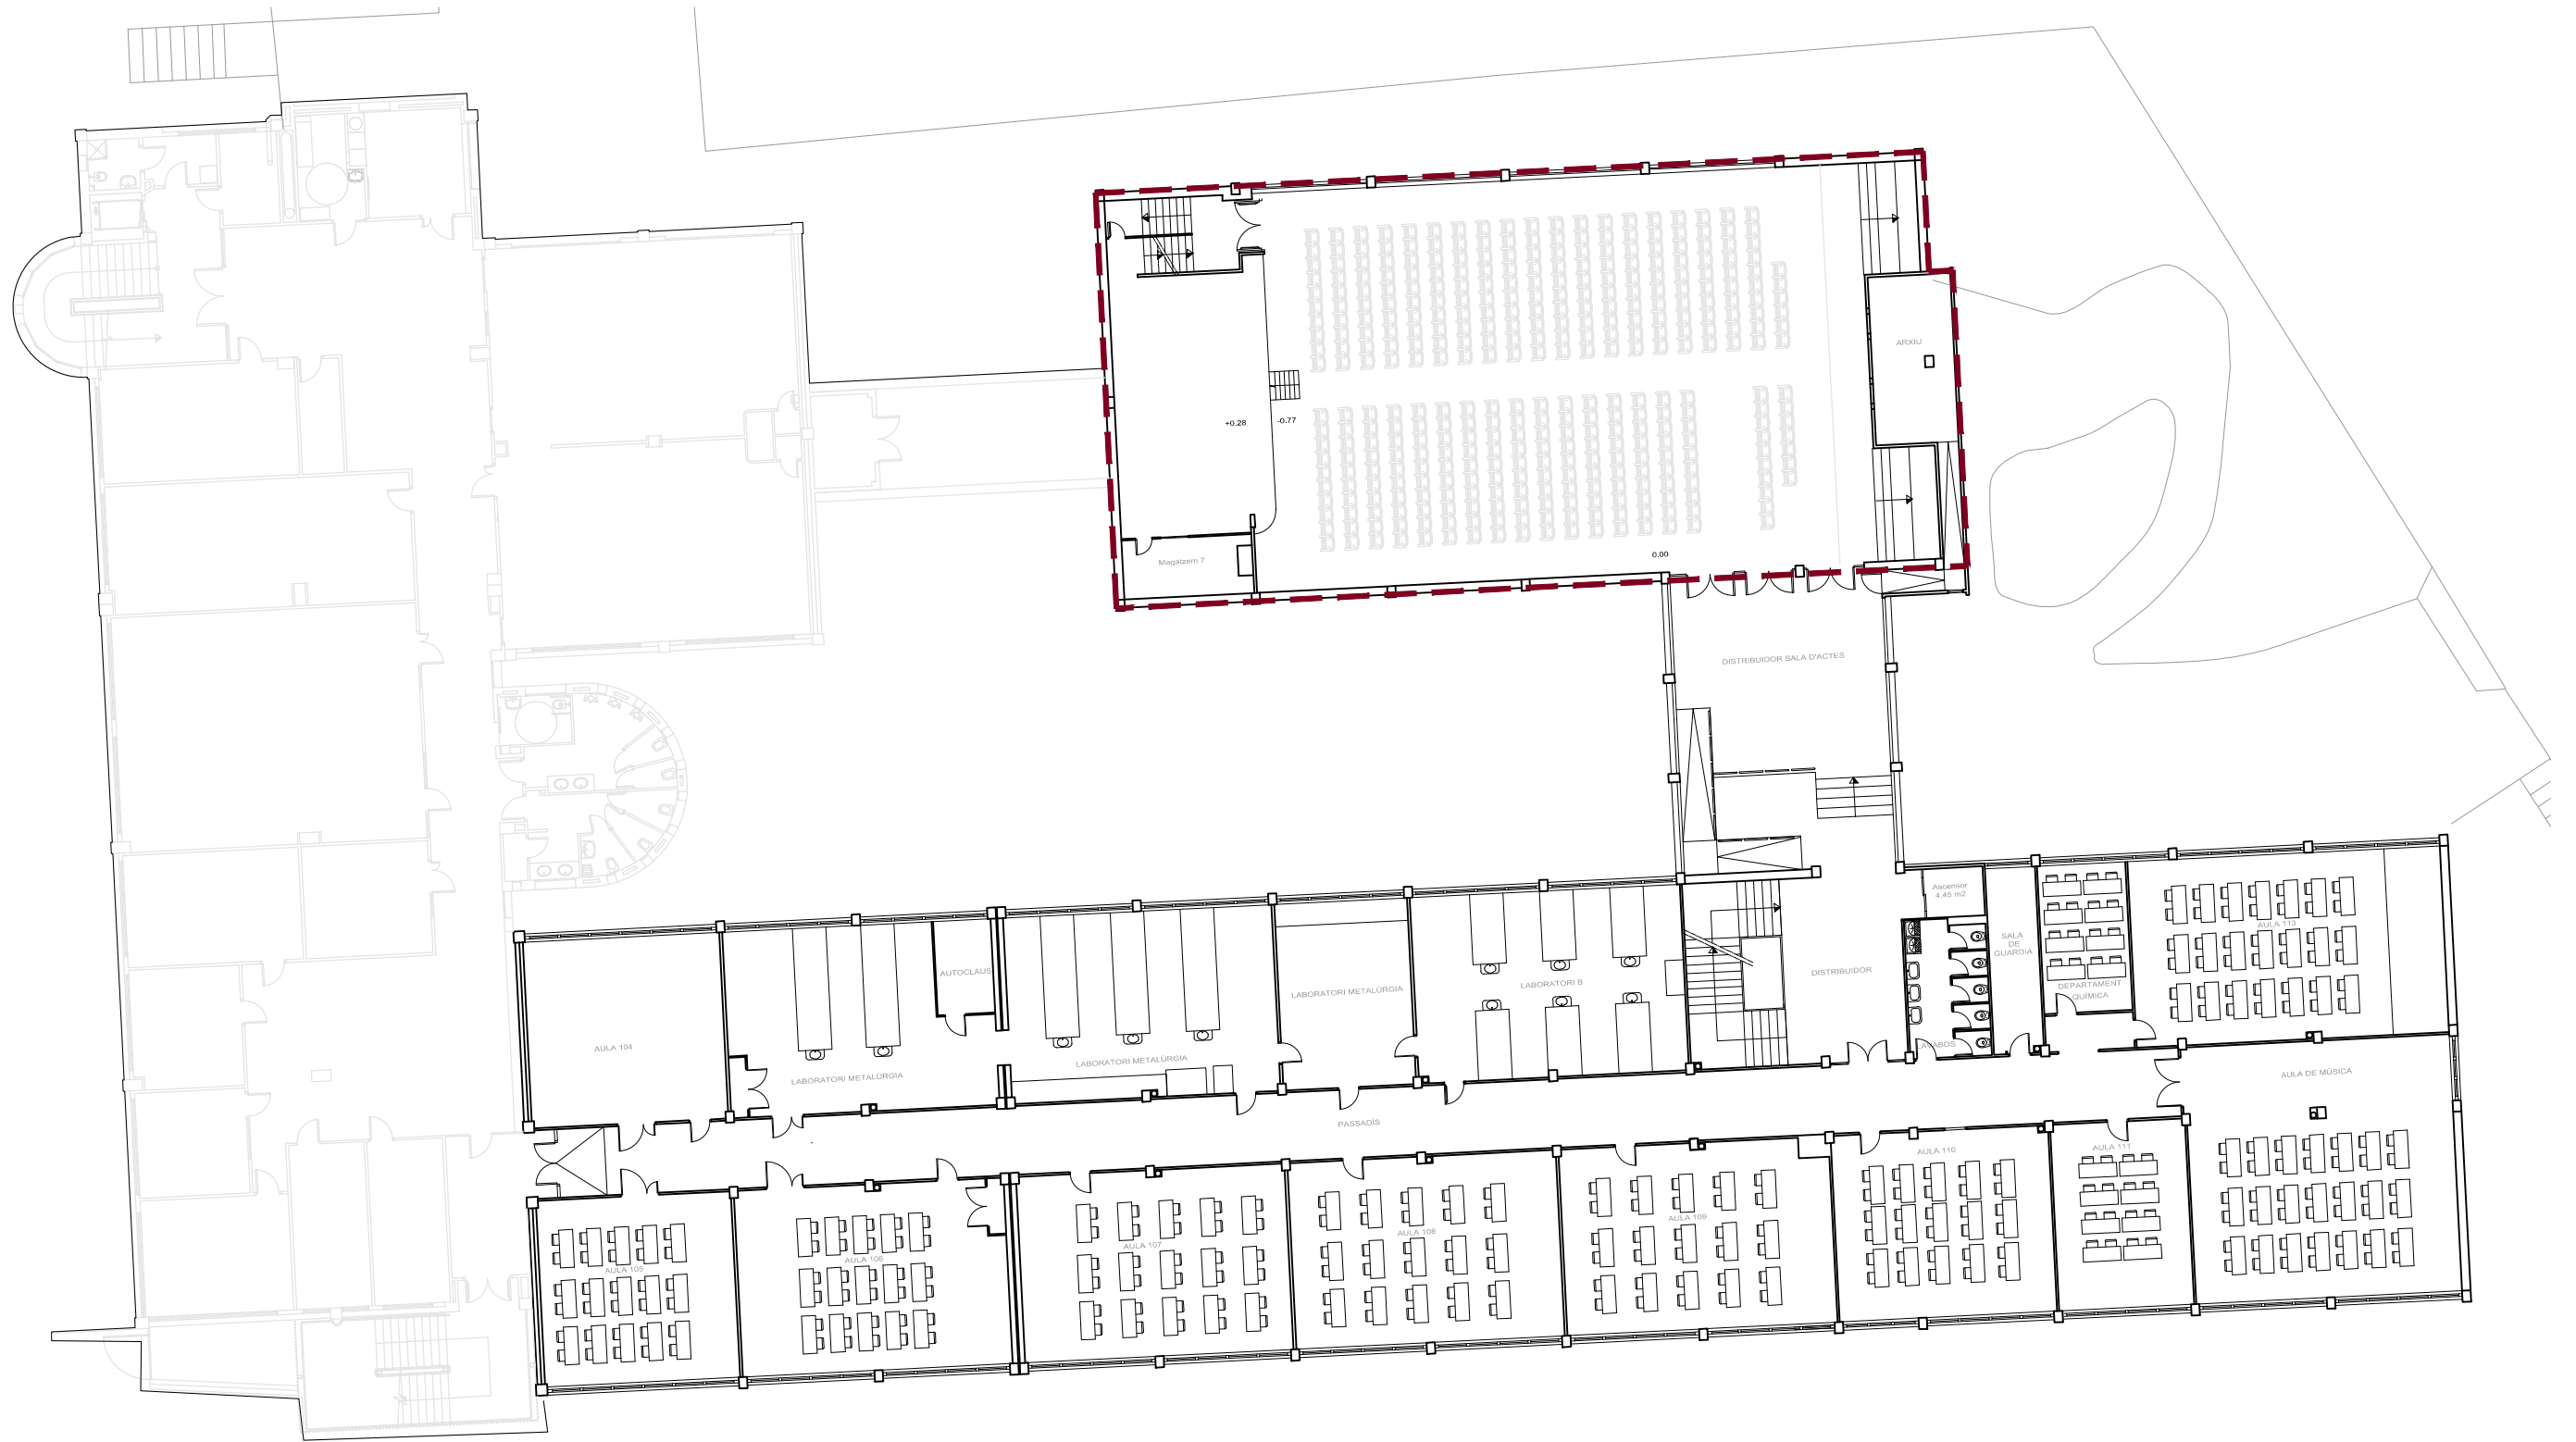 ARXIU
+0.28
-0.77
0.00
Magatzem 7
DISTRIBUIDOR SALA D'ACTES
Ascensor
4,45 m2
SALA
DE
GUARDIA
AULA 113
DEPARTAMENT
QUÍMICA
LAVABOS
DISTRIBUIDOR
LABORATORI B
LABORATORI METALÚRGIA
AUTOCLAUS
LABORATORI METALÚRGIA
LABORATORI METALÚRGIA
AULA 104
AULA DE MÚSICA
PASSADÍS
AULA 105
AULA 106
AULA 107
AULA 108
AULA 109
AULA 110
AULA 111